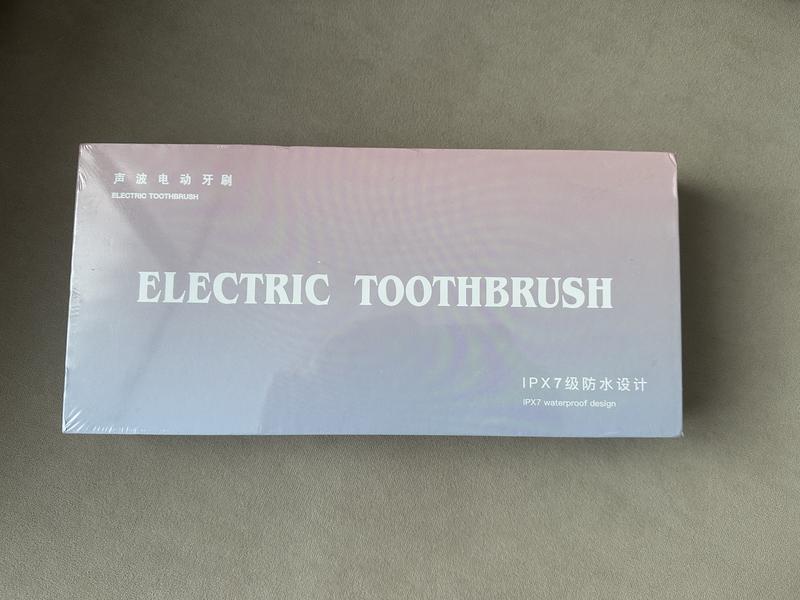 声波电动牙刷
ELECTRIC TOOTHBRUSH
ELECTRIC TOOTHBRUSH
IPX7级防水设计
IPX7 waterproof design